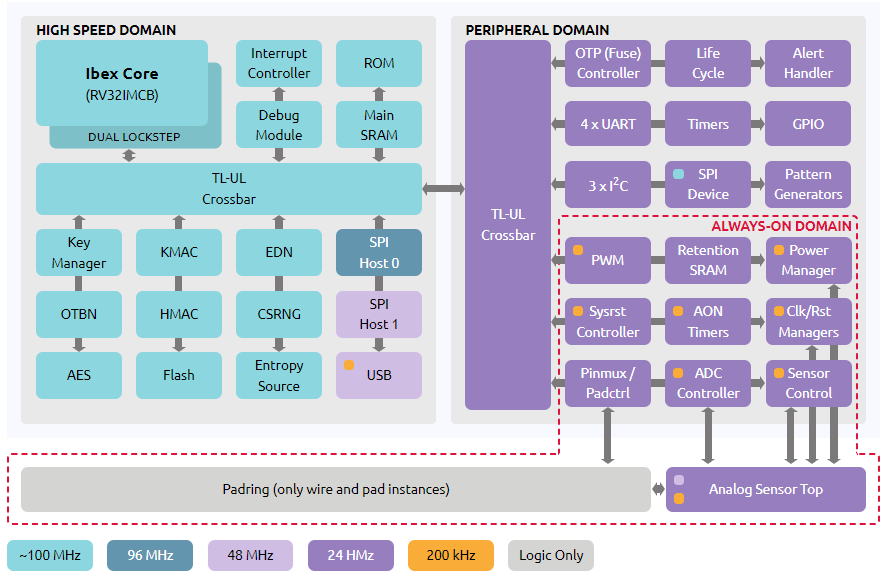 HIGH SPEED DOMAIN
Ibex Core
(RV32IMCB)
DUAL LOCKSTEP
Interrupt
Controller
ROM
Debug
Module
Main
SRAM
TL-UL
Crossbar
Key
Manager
KMAC
EDN
SPI
Host 0
OTBN
HMAC
CSRNG
SPI
Host 1
AES
Flash
Entropy
Source
USB
PERIPHERAL DOMAIN
TL-UL
Crossbar
OTP (Fuse)
Controller
Life
Cycle
Alert
Handler
4 x UART
Timers
GPIO
3 x I²C
SPI
Device
Pattern
Generators
ALWAYS-ON DOMAIN
PWM
Retention
SRAM
Power
Manager
Sysrst
Controller
AON
Timers
Clk/Rst
Managers
Pinmux /
Padctrl
ADC
Controller
Sensor
Control
Padring (only wire and pad instances)
Analog Sensor Top
~100 MHz
96 MHz
48 MHz
24 HMz
200 kHz
Logic Only